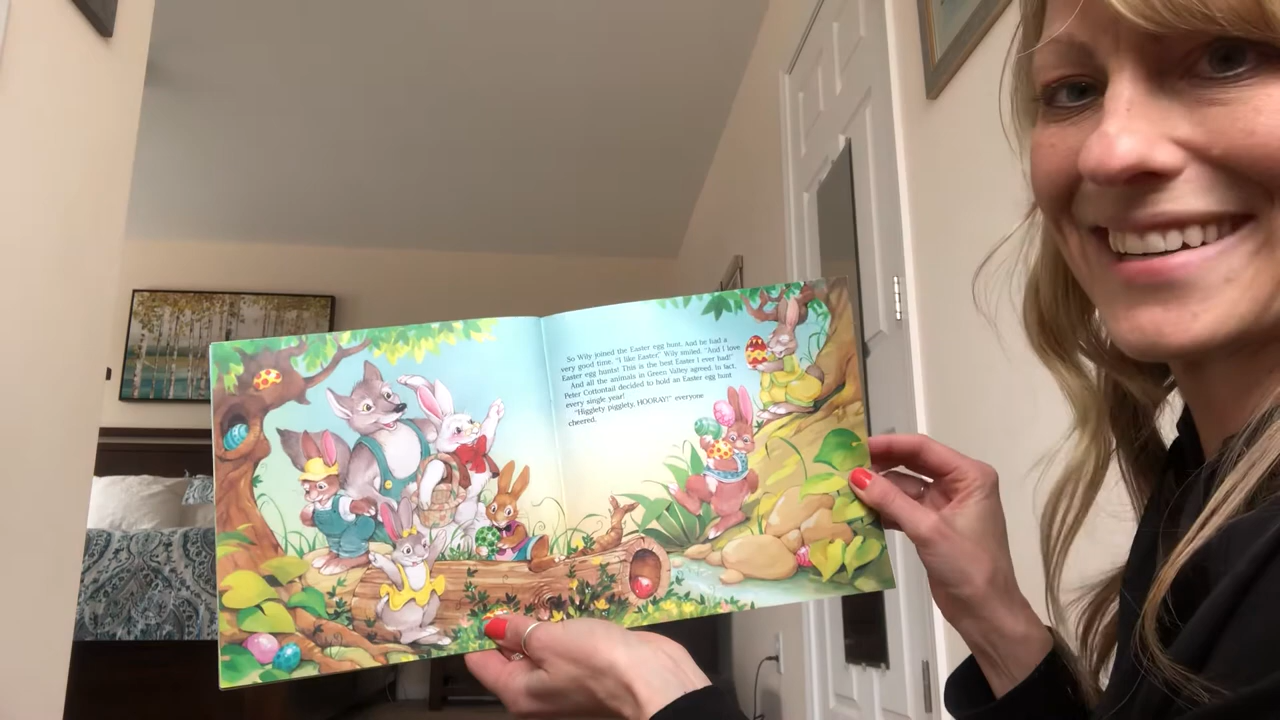 So Wily joined the Easter egg hunt. And he had a
very good time. "I like Easter," Wily smiled. "And I love
Easter egg hunts! This is the best Easter I ever had!"
And all the animals in Green Valley agreed. In fact,
Peter Cottontail decided to hold an Easter egg hunt
every single year!
"Higglety pigglety, HOORAY!" everyone
cheered.